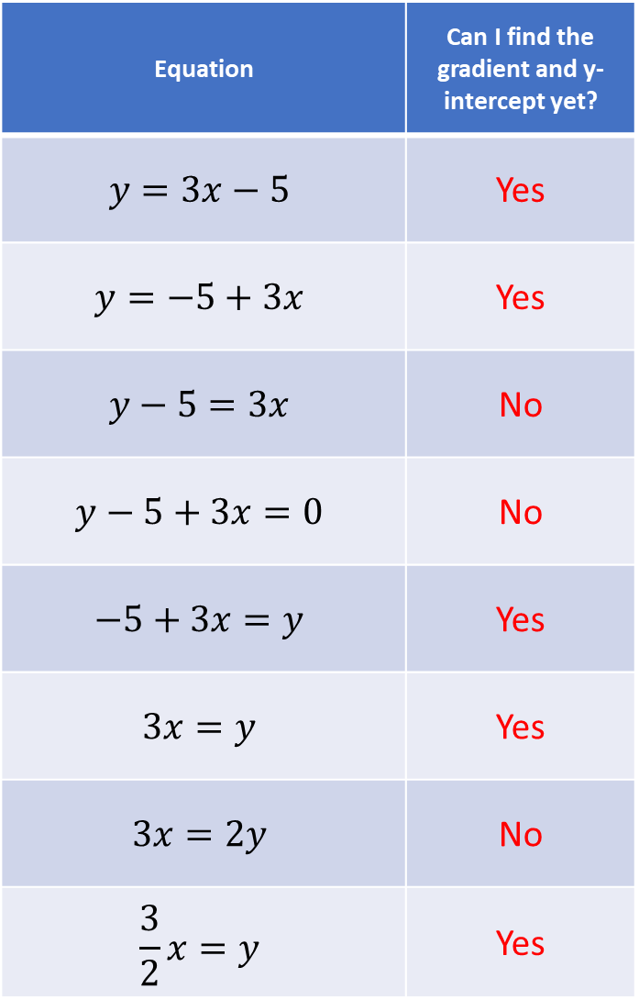 Equation
Can I find the
gradient and y-
intercept yet?
y = 3x − 5
Yes
y = −5 + 3x
Yes
y − 5 = 3x
No
y − 5 + 3x = 0
No
−5 + 3x = y
Yes
3x = y
Yes
3x = 2y
No
3/2 x = y
Yes